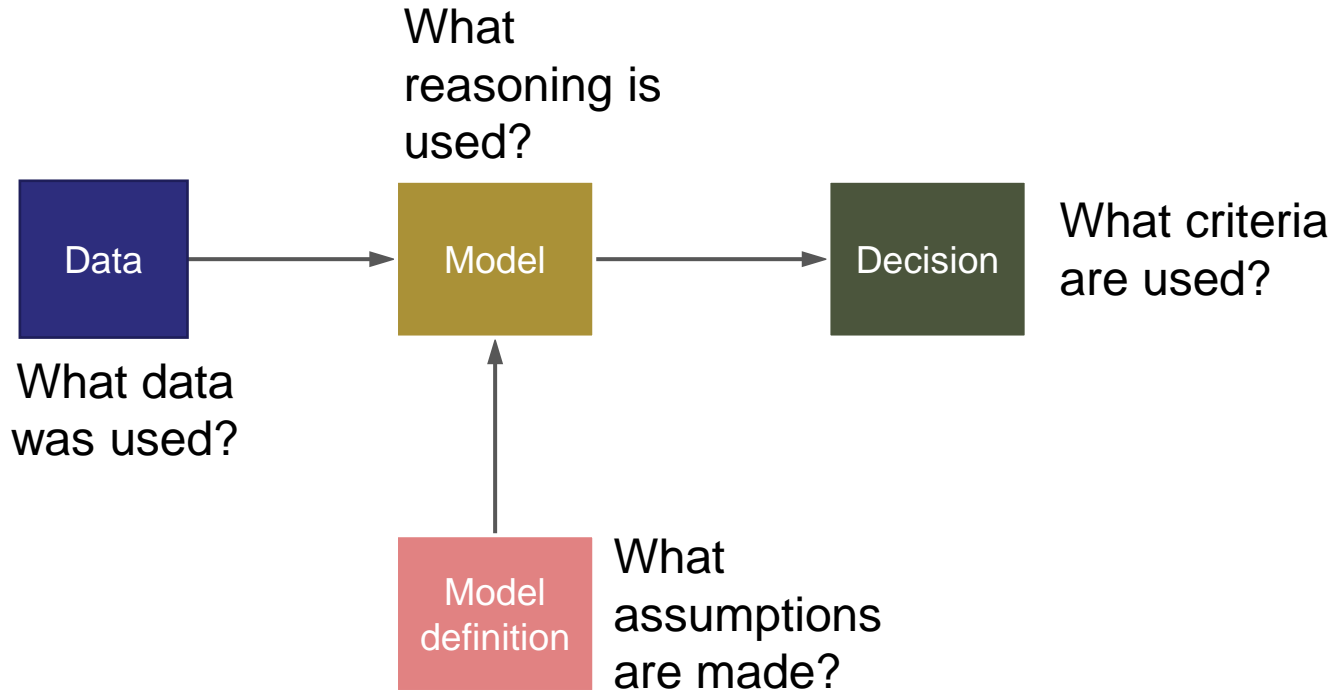 What
reasoning is
used?
Data
Model
Decision
What criteria
are used?
What data
was used?
Model
definition
What
assumptions
are made?